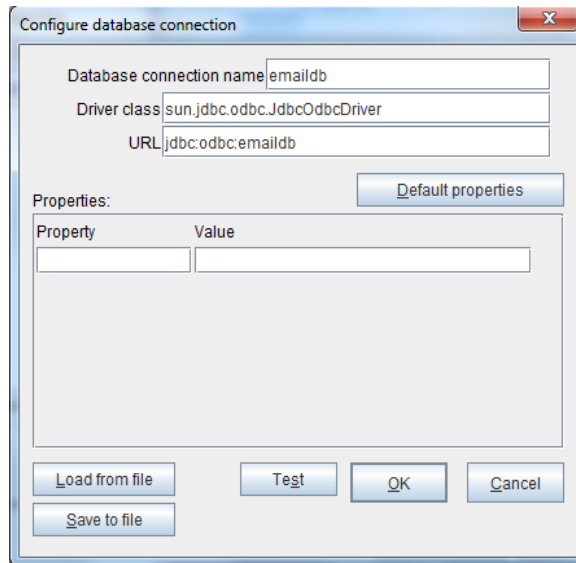 Configure database connection
Database connection name emaildb
Driver class sun.jdbc.odbc.JdbcOdbcDriver
URL jdbc:odbc:emaildb
Default properties
Properties:
Property Value
Load from file Test OK Cancel
Save to file